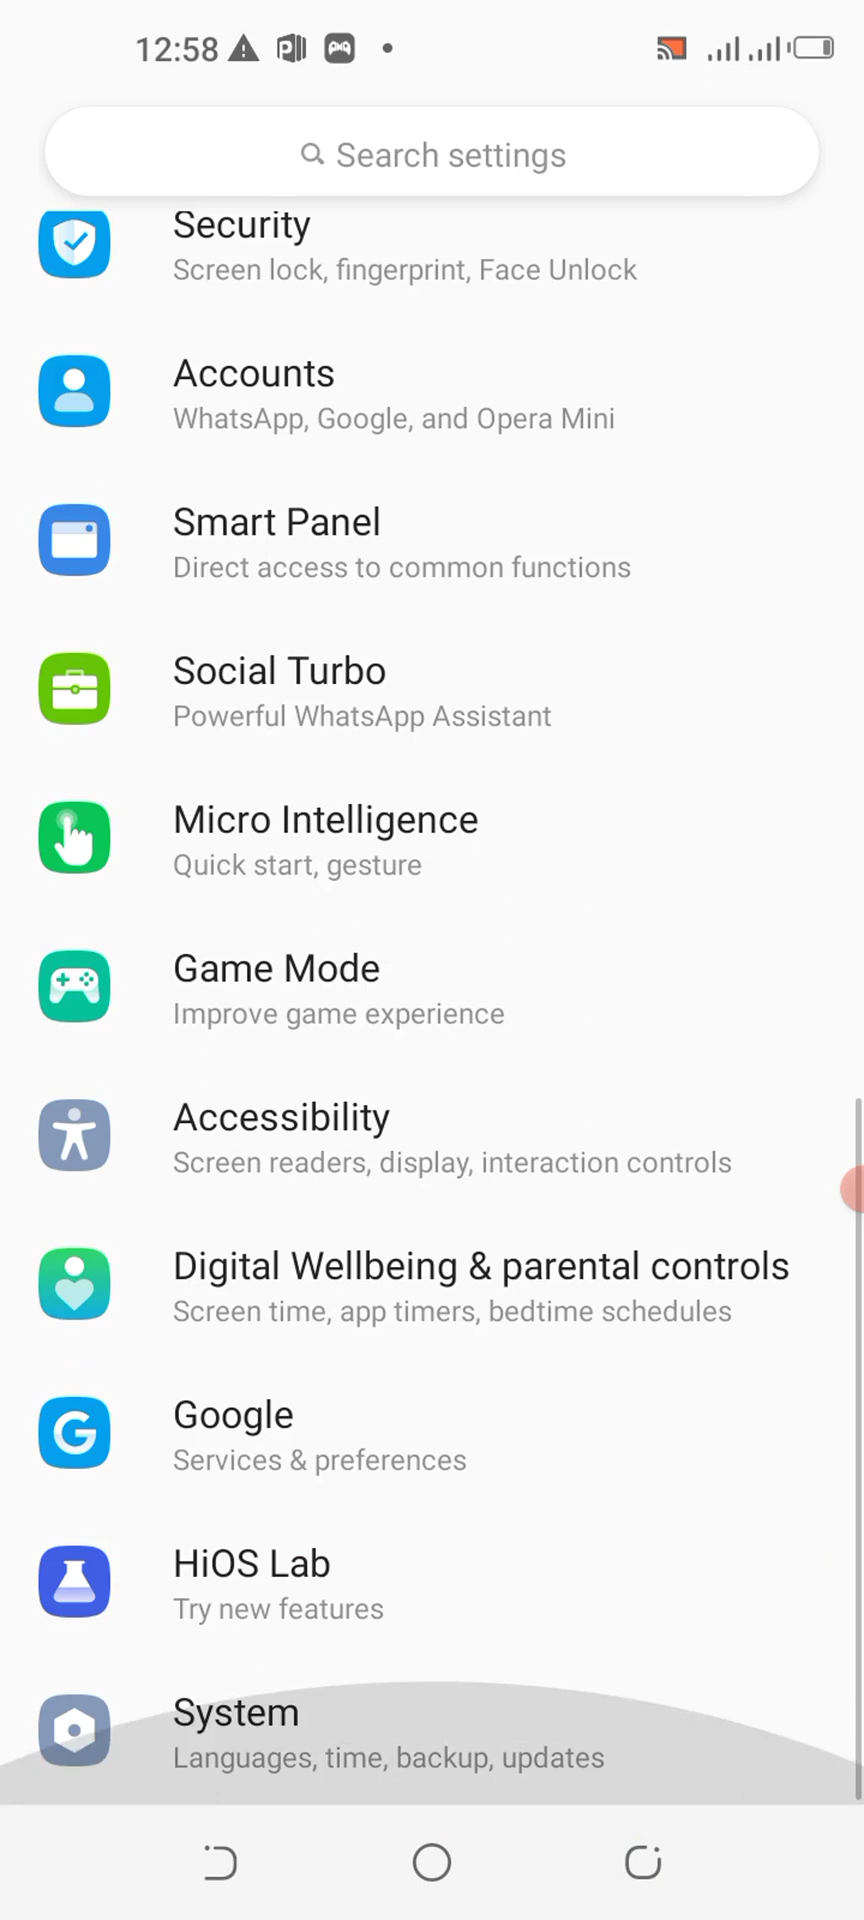 12:58
Search settings
Security
Screen lock, fingerprint, Face Unlock
Accounts
WhatsApp, Google, and Opera Mini
Smart Panel
Direct access to common functions
Social Turbo
Powerful WhatsApp Assistant
Micro Intelligence
Quick start, gesture
Game Mode
Improve game experience
Accessibility
Screen readers, display, interaction controls
Digital Wellbeing & parental controls
Screen time, app timers, bedtime schedules
Google
Services & preferences
HiOS Lab
Try new features
System
Languages, time, backup, updates